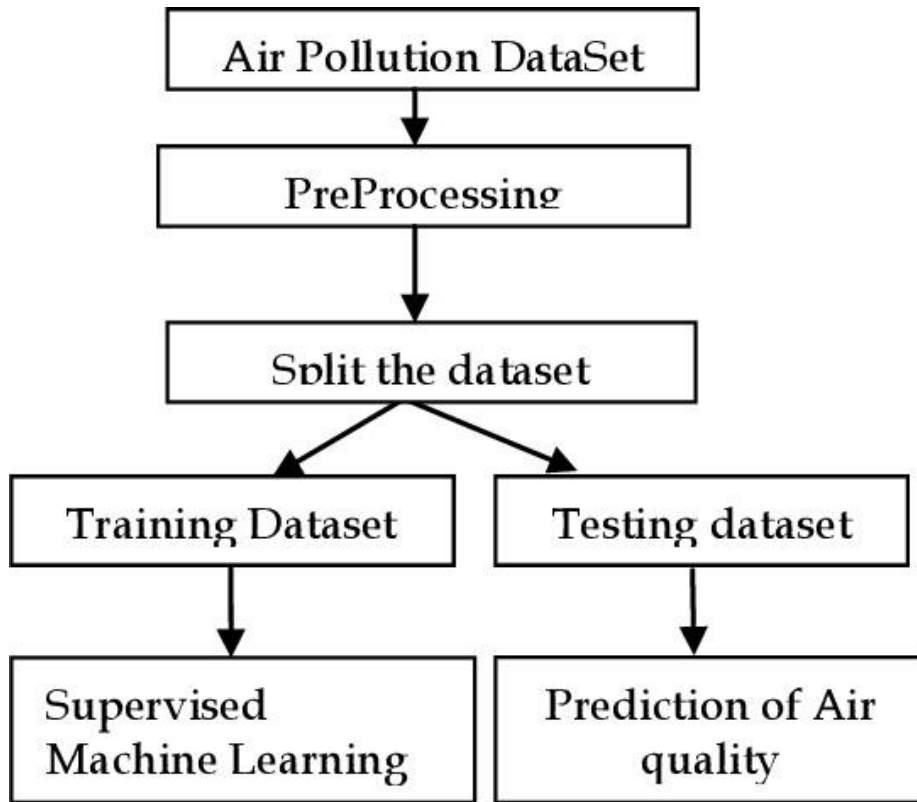 Air Pollution DataSet
PreProcessing
Split the dataset
Training Dataset
Testing dataset
Supervised
Machine Learning
Prediction of Air
quality